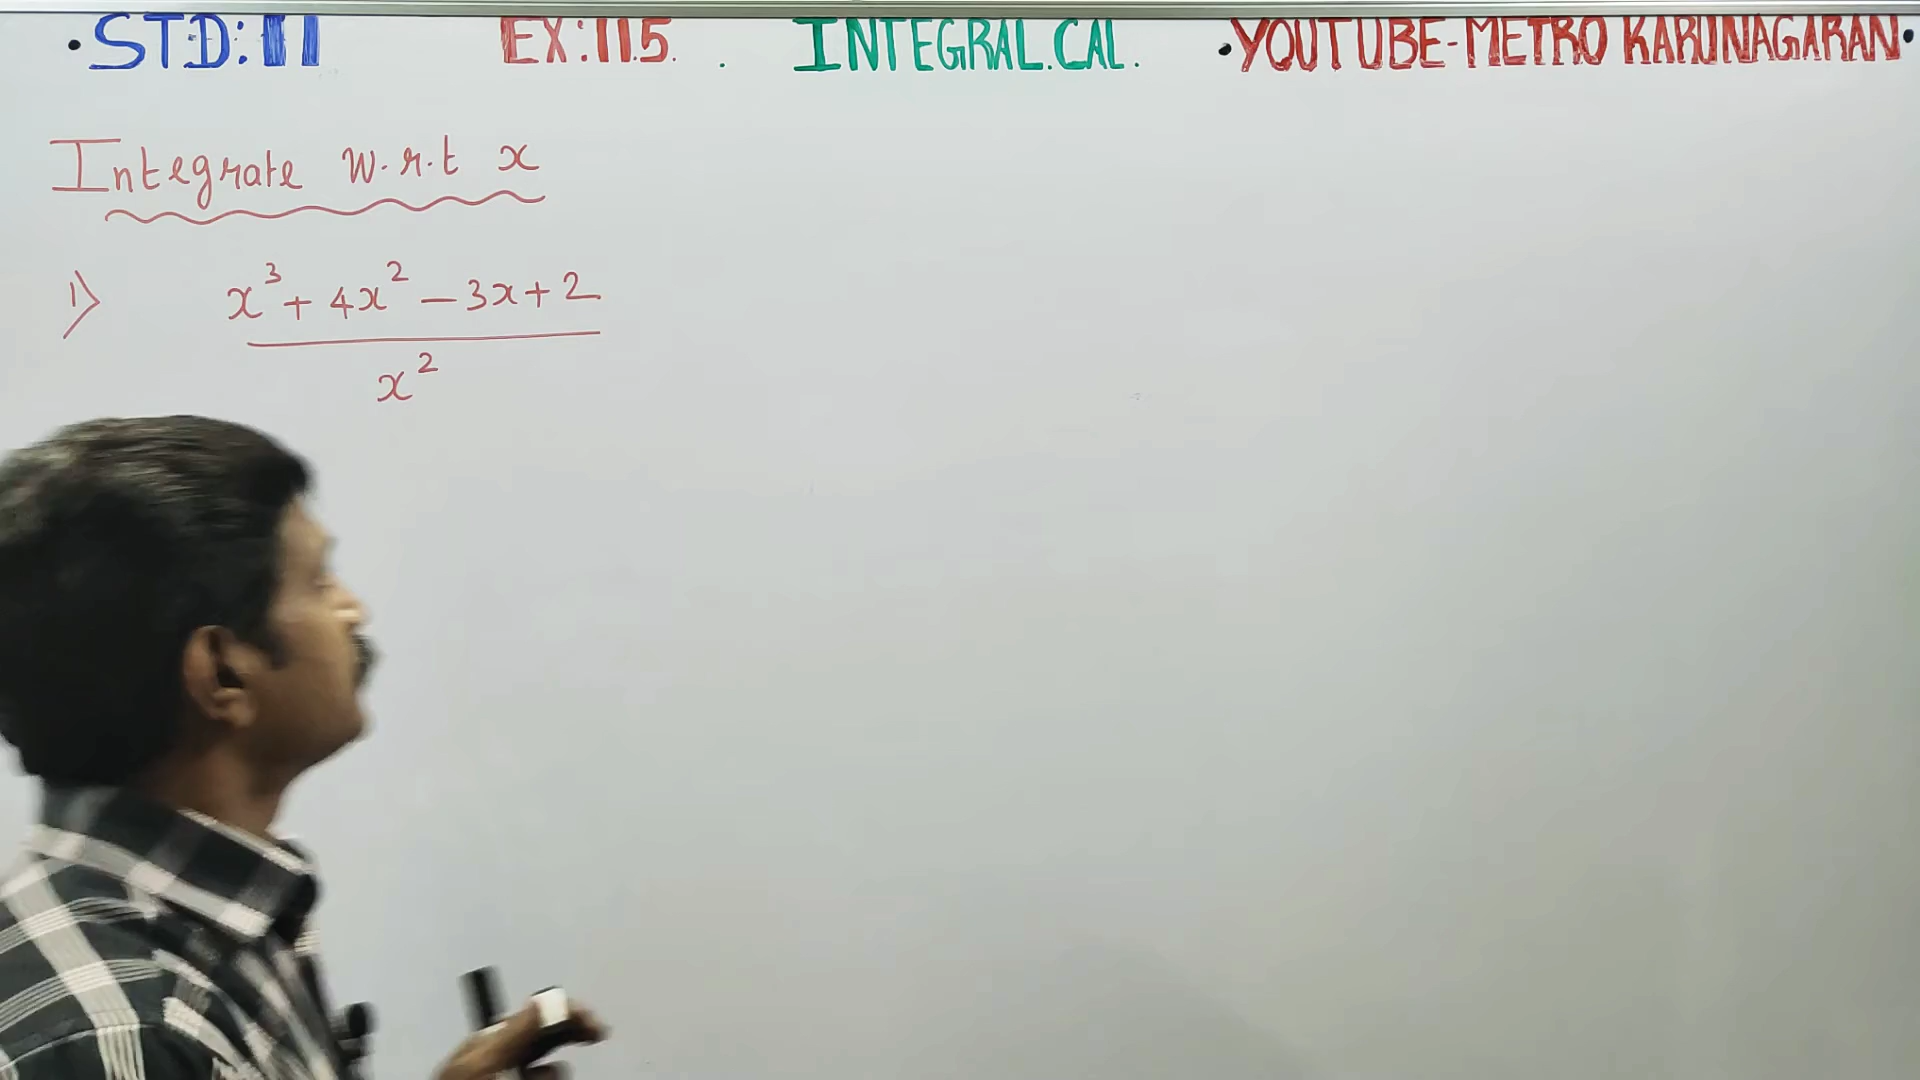 • STD: 11 EX: 11.5. . INTEGRAL.CAL. • YOUTUBE-METRO KARUNAGARAN •
Integrate w.r.t x
1) x³ + 4x² - 3x + 2
x²